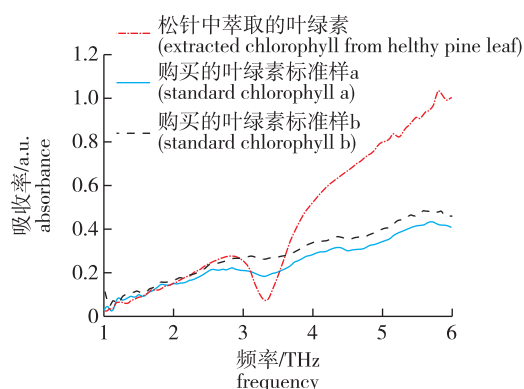 松针中萃取的叶绿素
(extracted chlorophyll from helthy pine leaf)
购买的叶绿素标准样a
(standard chlorophyll a)
购买的叶绿素标准样b
(standard chlorophyll b)
1.2
1.0
0.8
0.6
0.4
0.2
0
吸收率/a.u.
absorbance
1 2 3 4 5 6
频率/THz
frequency